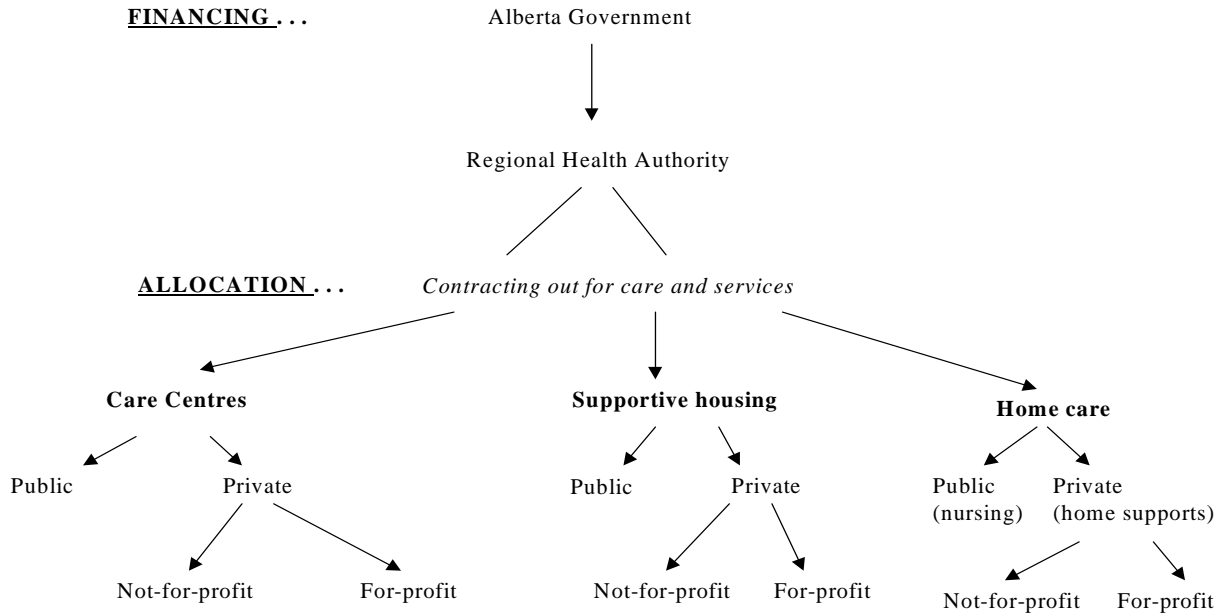 FINANCING . . .
Alberta Government
Regional Health Authority
ALLOCATION . . .
Contracting out for care and services
Care Centres
Supportive housing
Home care
Public
Private
Public
Private
Public
(nursing)
Private
(home supports)
Not-for-profit
For-profit
Not-for-profit
For-profit
Not-for-profit
For-profit